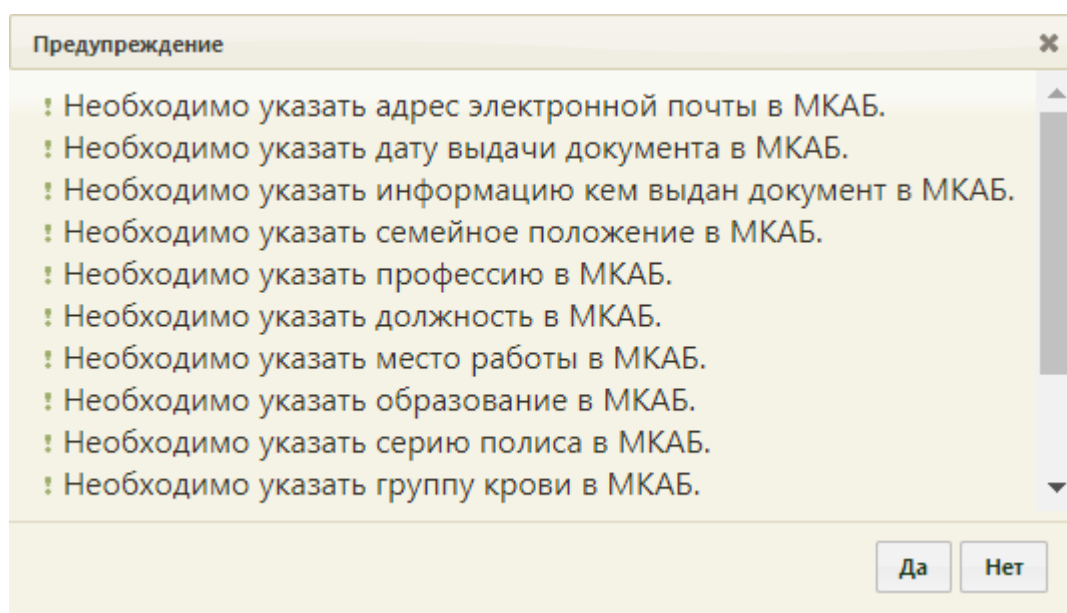 Предупреждение
Необходимо указать адрес электронной почты в МКАБ.
Необходимо указать дату выдачи документа в МКАБ.
Необходимо указать информацию кем выдан документ в МКАБ.
Необходимо указать семейное положение в МКАБ.
Необходимо указать профессию в МКАБ.
Необходимо указать должность в МКАБ.
Необходимо указать место работы в МКАБ.
Необходимо указать образование в МКАБ.
Необходимо указать серию полиса в МКАБ.
Необходимо указать группу крови в МКАБ.
Да Нет